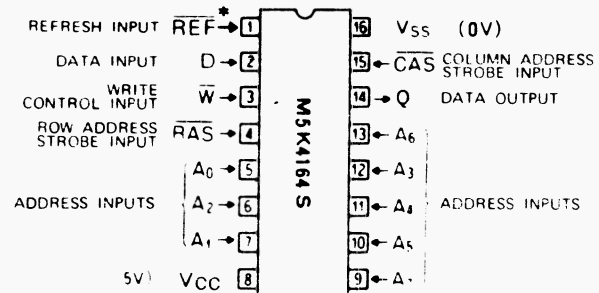 REFRESH INPUT REF* → 1
DATA INPUT D → 2
WRITE
CONTROL INPUT W → 3
ROW ADDRESS
STROBE INPUT RAS → 4
A0 → 5
ADDRESS INPUTS A2 → 6
A1 → 7
5V) VCC 8
M5K4164S
16 VSS (0V)
15 ← CAS COLUMN ADDRESS
STROBE INPUT
14 → Q DATA OUTPUT
13 ← A6
12 ← A3
11 ← A4 ADDRESS INPUTS
10 ← A5
9 ← A